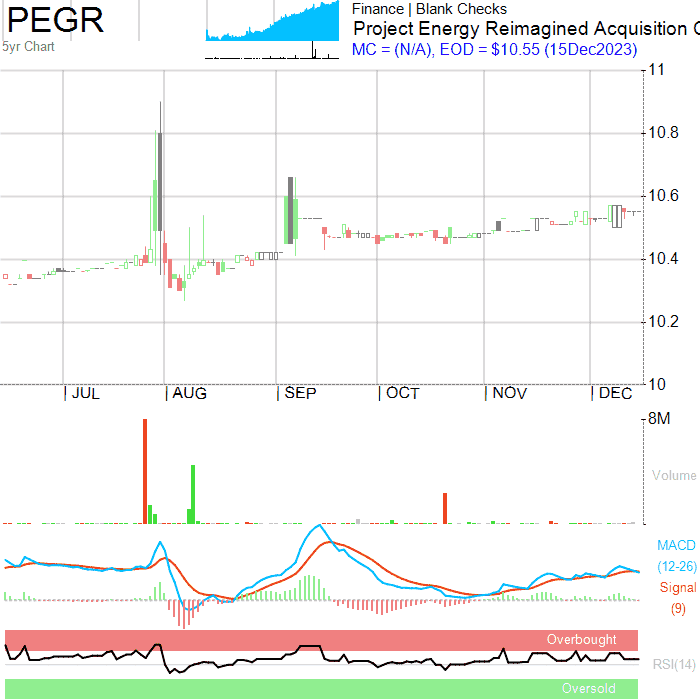 PEGR
5yr Chart
Finance | Blank Checks
Project Energy Reimagined Acquisition C
MC = (N/A), EOD = $10.55 (15Dec2023)
11
10.8
10.6
10.4
10.2
10
JUL AUG SEP OCT NOV DEC
8M
Volume
MACD
(12-26)
Signal
(9)
Overbought
RSI(14)
Oversold